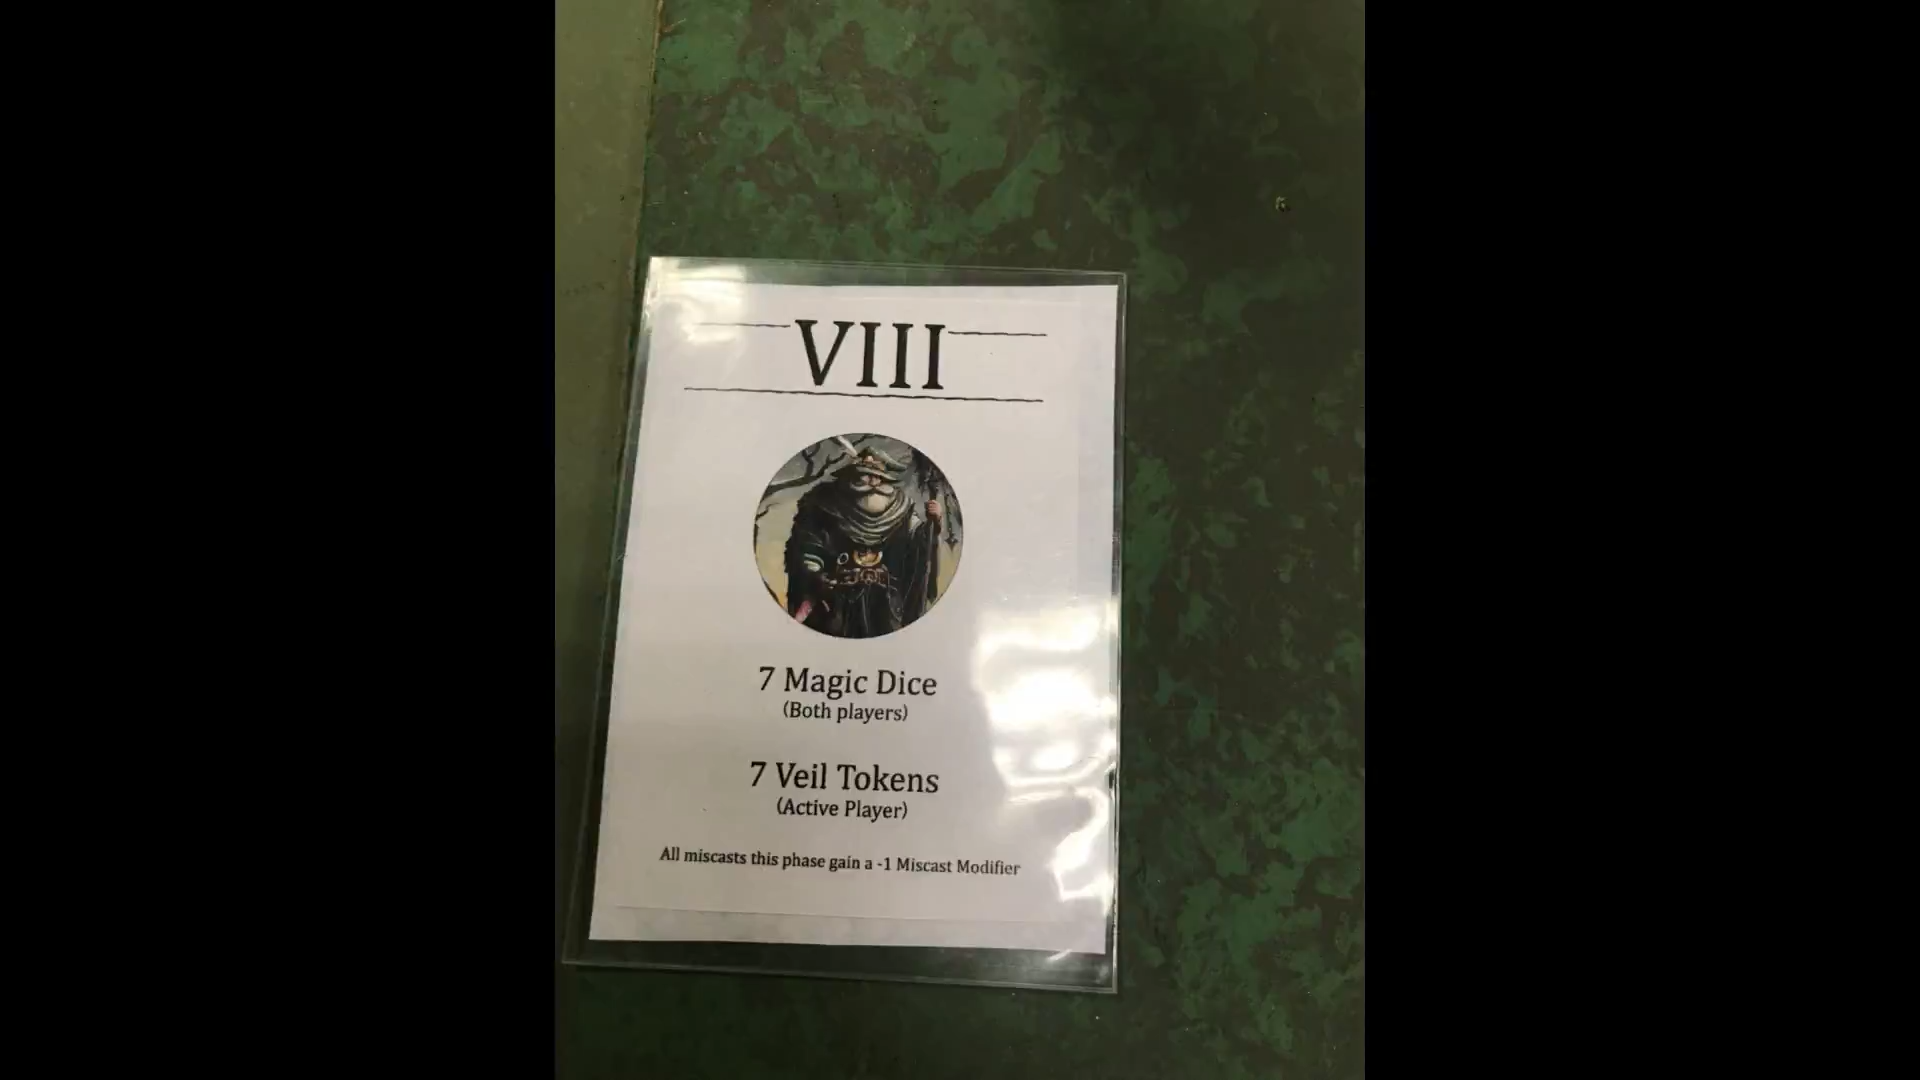 VIII
7 Magic Dice
(Both players)
7 Veil Tokens
(Active Player)
All miscasts this phase gain a -1 Miscast Modifier